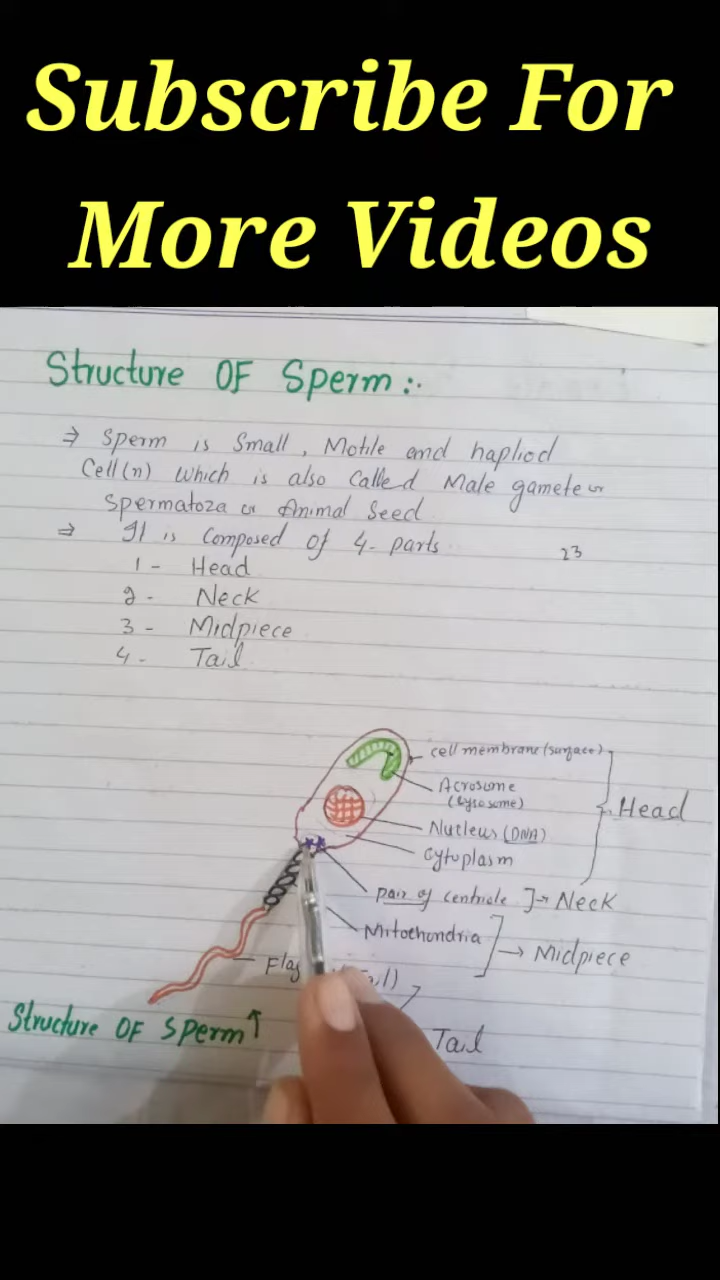 Subscribe For
More Videos
Structure OF Sperm :.
⇒ Sperm is Small , Motile and hapliod
Cell(n) which is also Called Male gamete or
Spermatoza or Animal Seed
⇒ It is Composed of 4- parts.
23
1 - Head
2 - Neck
3 - Midpiece
4 - Tail
cell membrane (surface)
Acrosome
(Lysosome)
Head
Nucleus (DNA)
Cytoplasm
pair of centriole ]→ Neck
Mitochondria
→ Midpiece
Structure OF Sperm ↑
Tail